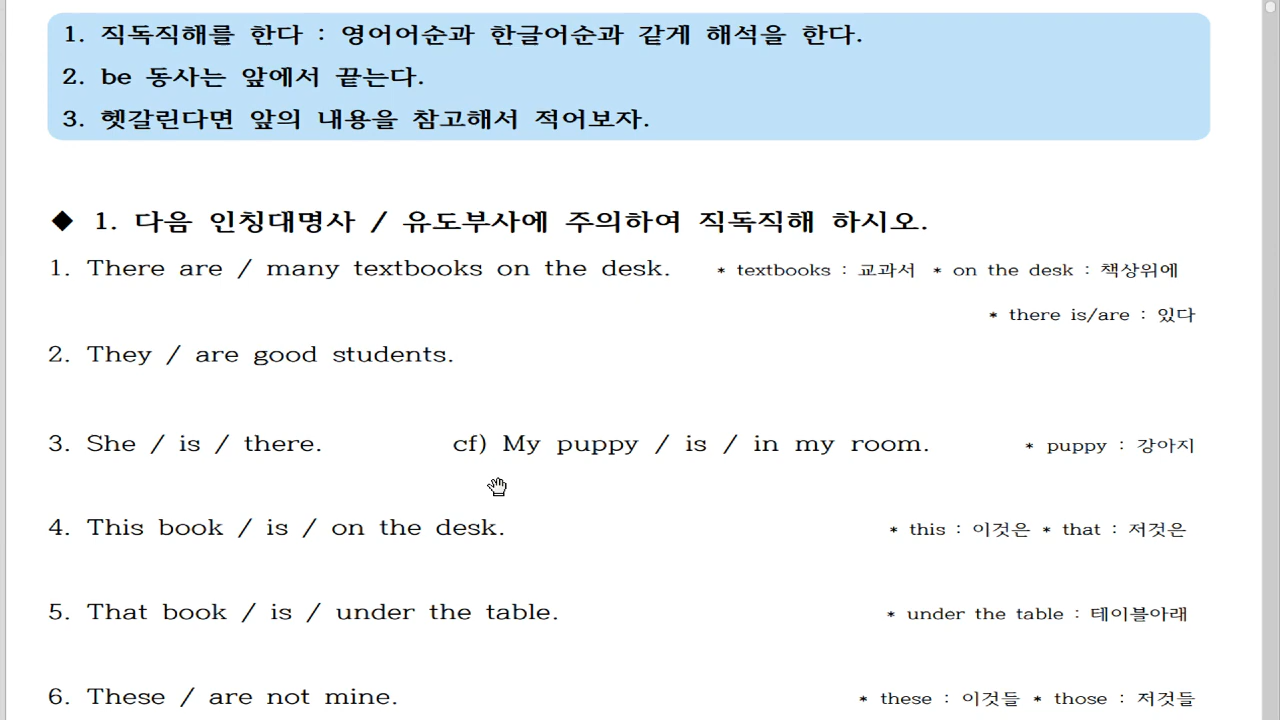 1. 직독직해를 한다 : 영어어순과 한글어순과 같게 해석을 한다.
2. be 동사는 앞에서 끝는다.
3. 헷갈린다면 앞의 내용을 참고해서 적어보자.
◆ 1. 다음 인칭대명사 / 유도부사에 주의하여 직독직해 하시오.
1. There are / many textbooks on the desk. * textbooks : 교과서 * on the desk : 책상위에
* there is/are : 있다
2. They / are good students.
3. She / is / there. cf) My puppy / is / in my room. * puppy : 강아지
4. This book / is / on the desk. * this : 이것은 * that : 저것은
5. That book / is / under the table. * under the table : 테이블아래
6. These / are not mine. * these : 이것들 * those : 저것들